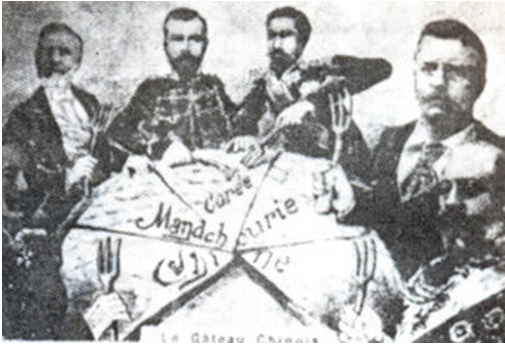 Corée
Mandchourie
Chine
Le Gâteau Chinois